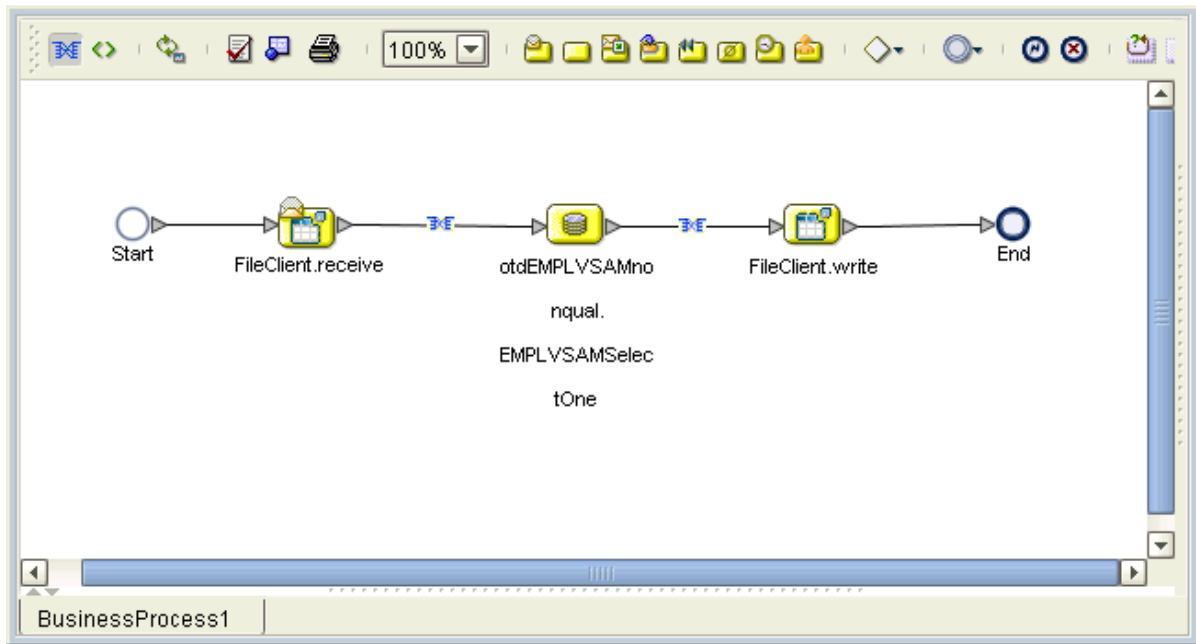 100%
Start
FileClient.receive
otdEMPLVSAMno
nqual.
EMPLVSAMSelec
tOne
FileClient.write
End
BusinessProcess1